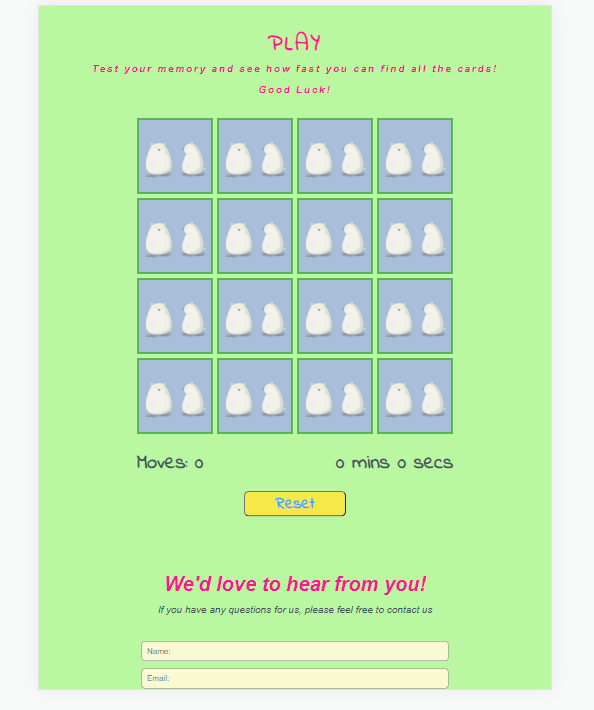 PLAY
Test your memory and see how fast you can find all the cards!
Good Luck!
Moves: 0 0 mins 0 secs
Reset
We'd love to hear from you!
If you have any questions for us, please feel free to contact us
Name:
Email: